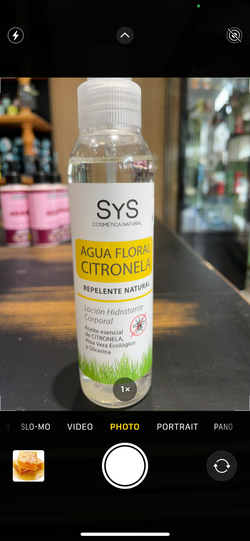 SyS
COSMÉTICA NATURAL
AGUA FLORAL
CITRONELA
REPELENTE NATURAL
Loción Hidratante
Corporal
Aceite esencial
de CITRONELA,
Aloe Vera Ecológico
y Glicerina
1×
SLO-MO VIDEO PHOTO PORTRAIT PANO